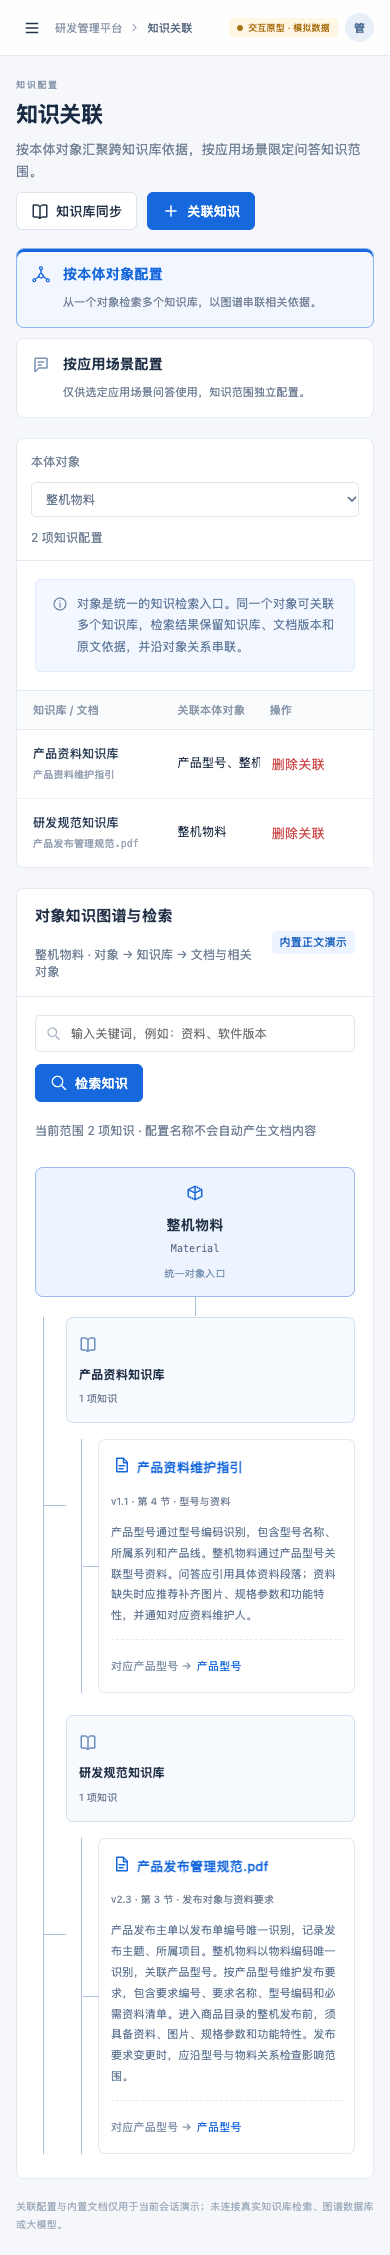 研发管理平台 > 知识关联
交互原型 · 模拟数据
管
知识配置
知识关联
按本体对象汇聚跨知识库依据，按应用场景限定问答知识范
围。
知识库同步
关联知识
按本体对象配置
从一个对象检索多个知识库，以图谱串联相关依据。
按应用场景配置
仅供选定应用场景问答使用，知识范围独立配置。
本体对象
整机物料
2 项知识配置
对象是统一的知识检索入口。同一个对象可关联
多个知识库，检索结果保留知识库、文档版本和
原文依据，并沿对象关系串联。
知识库 / 文档 关联本体对象 操作
产品资料知识库
产品资料维护指引
产品型号、整机 删除关联
研发规范知识库
产品发布管理规范.pdf
整机物料 删除关联
对象知识图谱与检索
整机物料 · 对象 → 知识库 → 文档与相关
对象
内置正文演示
输入关键词，例如：资料、软件版本
检索知识
当前范围 2 项知识 · 配置名称不会自动产生文档内容
整机物料
Material
统一对象入口
产品资料知识库
1 项知识
产品资料维护指引
v1.1 · 第 4 节 · 型号与资料
产品型号通过型号编码识别，包含型号名称、
所属系列和产品线。整机物料通过产品型号关
联型号资料。问答应引用具体资料段落；资料
缺失时应推荐补齐图片、规格参数和功能特
性，并通知对应资料维护人。
对应产品型号 → 产品型号
研发规范知识库
1 项知识
产品发布管理规范.pdf
v2.3 · 第 3 节 · 发布对象与资料要求
产品发布主单以发布单编号唯一识别，记录发
布主题、所属项目。整机物料以物料编码唯一
识别，关联产品型号。按产品型号维护发布要
求，包含要求编号、要求名称、型号编码和必
需资料清单。进入商品目录的整机发布前，须
具备资料、图片、规格参数和功能特性。发布
要求变更时，应沿型号与物料关系检查影响范
围。
对应产品型号 → 产品型号
关联配置与内置文档仅用于当前会话演示；未连接真实知识库检索、图谱数据库
或大模型。